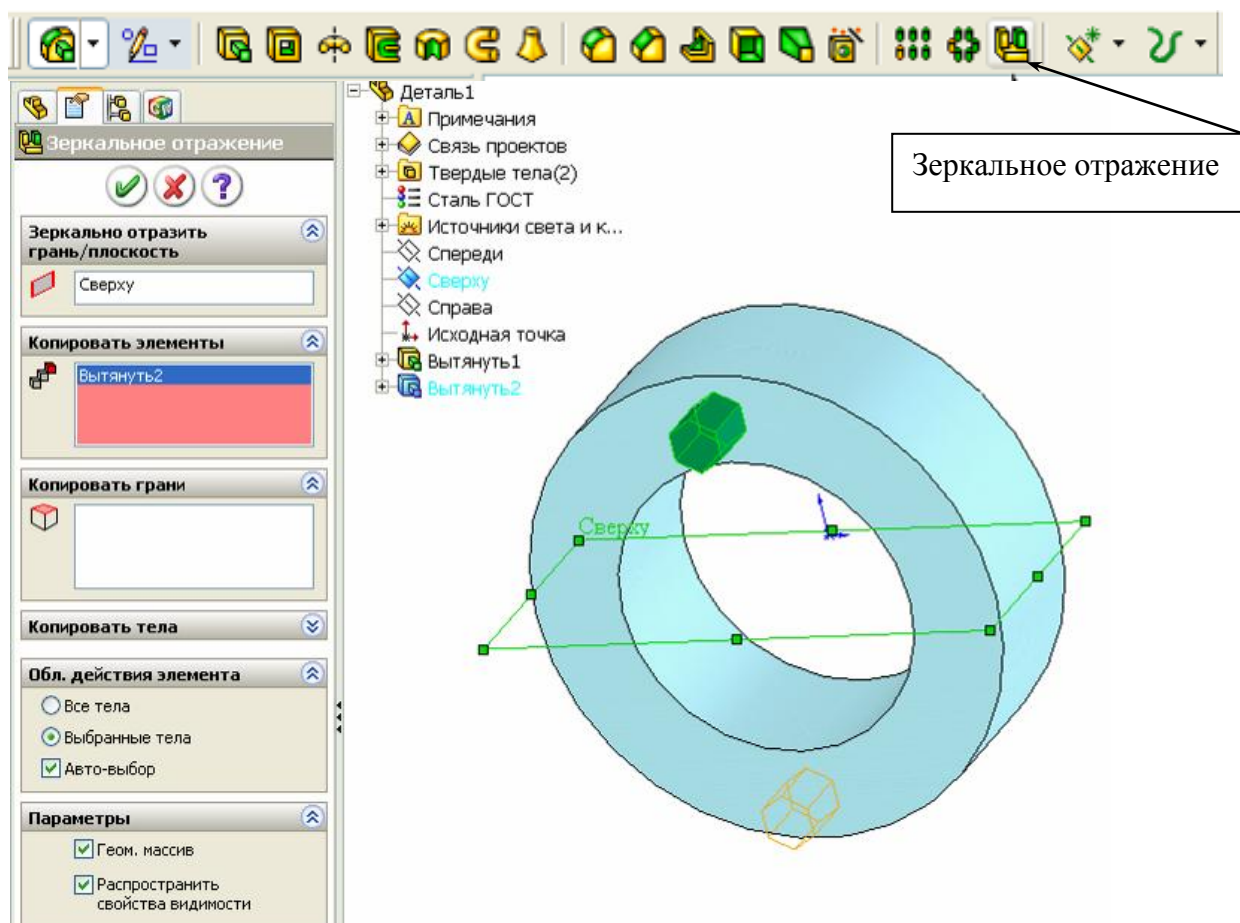 Зеркальное отражение
Зеркально отразить
грань/плоскость
Сверху
Копировать элементы
Вытянуть2
Копировать грани
Копировать тела
Обл. действия элемента
Все тела
Выбранные тела
Авто-выбор
Параметры
Геом. массив
Распространить
свойства видимости
Деталь1
Примечания
Связь проектов
Твердые тела(2)
Сталь ГОСТ
Источники света и к...
Спереди
Сверху
Справа
Исходная точка
Вытянуть1
Вытянуть2
Зеркальное отражение
Сверху